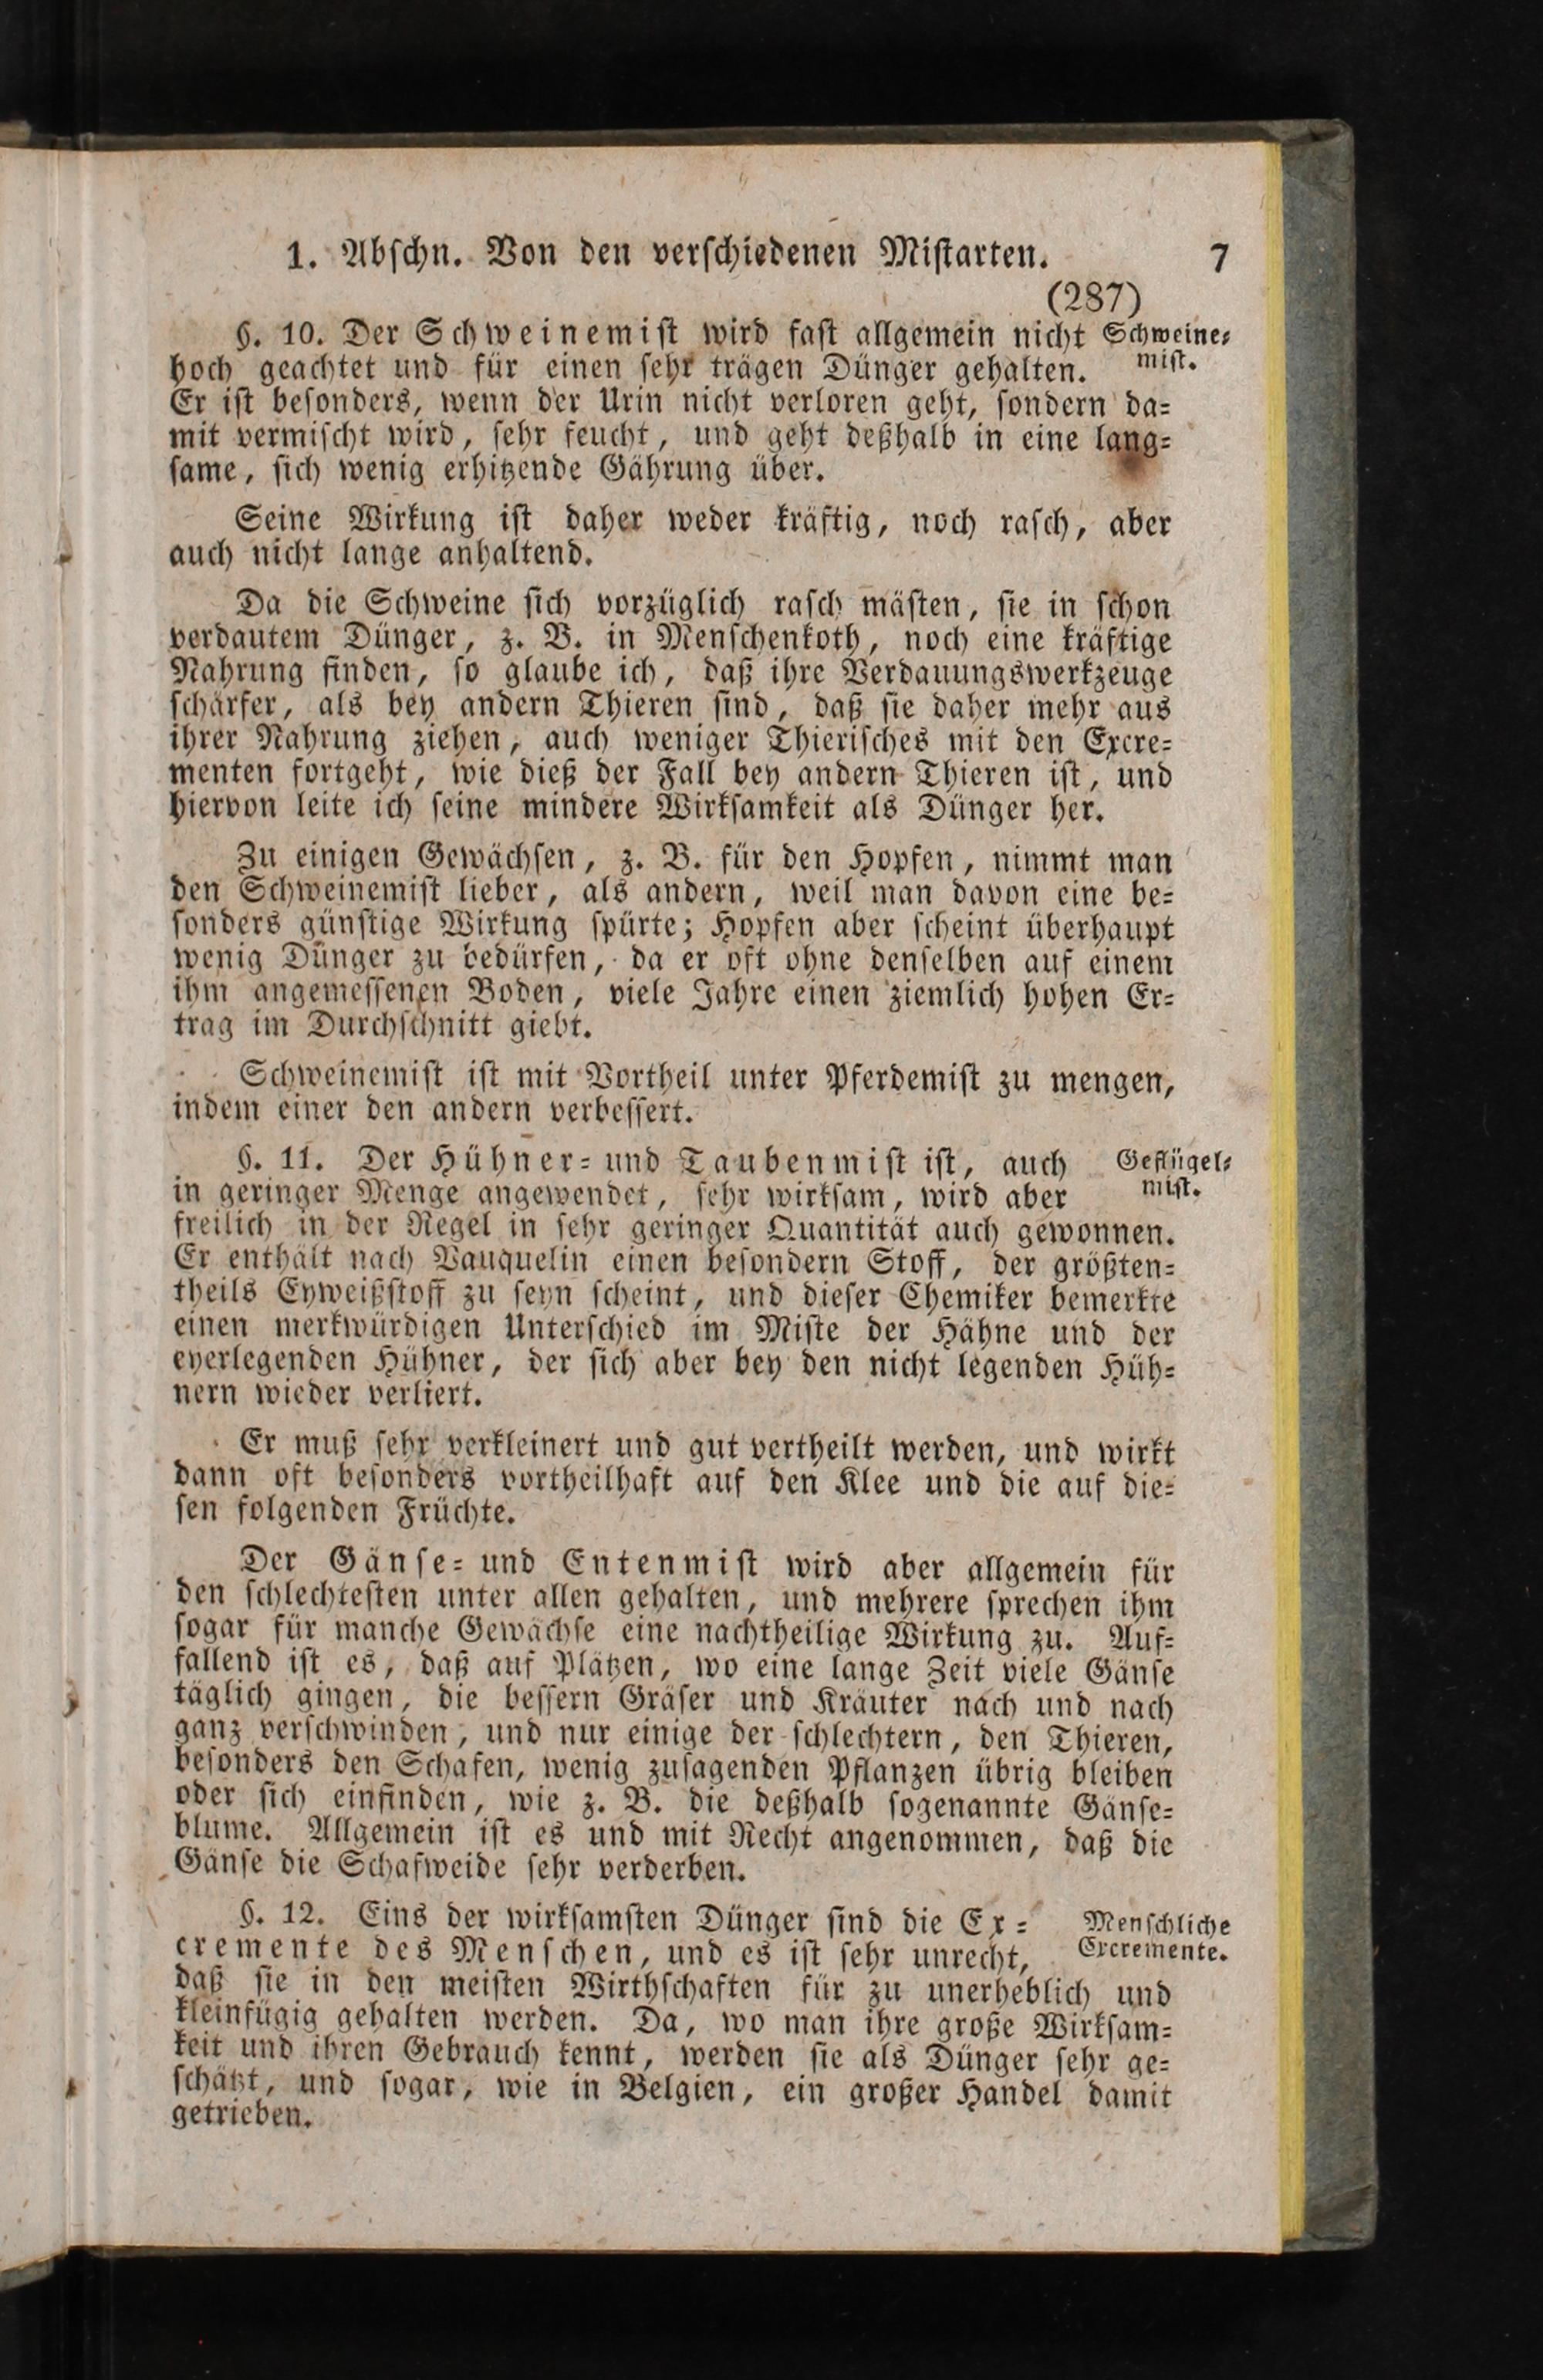 1. Abſchn. Von den verſchiedenen Miſtarten. 7
(287)
§. 10. Der Schweinemiſt wird faſt allgemein nicht
hoch geachtet und für einen ſehr trägen Dünger gehalten.
Schweine-
miſt.
Er iſt beſonders, wenn der Urin nicht verloren geht, ſondern da-
mit vermiſcht wird, ſehr feucht, und geht deßhalb in eine lang-
ſame, ſich wenig erhitzende Gährung über.
Seine Wirkung iſt daher weder kräftig, noch raſch, aber
auch nicht lange anhaltend.
Da die Schweine ſich vorzüglich raſch mäſten, ſie in ſchon
verdautem Dünger, z. B. in Menſchenkoth, noch eine kräftige
Nahrung finden, ſo glaube ich, daß ihre Verdauungswerkzeuge
ſchärfer, als bey andern Thieren ſind, daß ſie daher mehr aus
ihrer Nahrung ziehen, auch weniger Thieriſches mit den Excre-
menten fortgeht, wie dieß der Fall bey andern Thieren iſt, und
hiervon leite ich ſeine mindere Wirkſamkeit als Dünger her.
Zu einigen Gewächſen, z. B. für den Hopfen, nimmt man
den Schweinemiſt lieber, als andern, weil man davon eine be-
ſonders günſtige Wirkung ſpürte; Hopfen aber ſcheint überhaupt
wenig Dünger zu bedürfen, da er oft ohne denſelben auf einem
ihm angemeſſenen Boden, viele Jahre einen ziemlich hohen Er-
trag im Durchſchnitt giebt.
Schweinemiſt iſt mit Vortheil unter Pferdemiſt zu mengen,
indem einer den andern verbeſſert.
§. 11. Der Hühner- und Taubenmiſt iſt, auch
in geringer Menge angewendet, ſehr wirkſam, wird aber
Geflügel-
miſt.
freilich in der Regel in ſehr geringer Quantität auch gewonnen.
Er enthält nach Vauquelin einen beſondern Stoff, der größten-
theils Eyweißſtoff zu ſeyn ſcheint, und dieſer Chemiker bemerkte
einen merkwürdigen Unterſchied im Miſte der Hähne und der
eyerlegenden Hühner, der ſich aber bey den nicht legenden Hüh-
nern wieder verliert.
Er muß ſehr verkleinert und gut vertheilt werden, und wirkt
dann oft beſonders vortheilhaft auf den Klee und die auf die-
ſen folgenden Früchte.
Der Gänſe- und Entenmiſt wird aber allgemein für
den ſchlechteſten unter allen gehalten, und mehrere ſprechen ihm
ſogar für manche Gewächſe eine nachtheilige Wirkung zu. Auf-
fallend iſt es, daß auf Plätzen, wo eine lange Zeit viele Gänſe
täglich gingen, die beſſern Gräſer und Kräuter nach und nach
ganz verſchwinden, und nur einige der ſchlechtern, den Thieren,
beſonders den Schafen, wenig zuſagenden Pflanzen übrig bleiben
oder ſich einfinden, wie z. B. die deßhalb ſogenannte Gänſe-
blume. Allgemein iſt es und mit Recht angenommen, daß die
Gänſe die Schafweide ſehr verderben.
§. 12. Eins der wirkſamſten Dünger ſind die Ex-
cremente des Menſchen, und es iſt ſehr unrecht,
Menſchliche
Excremente.
daß ſie in den meiſten Wirthſchaften für zu unerheblich und
kleinfügig gehalten werden. Da, wo man ihre große Wirkſam-
keit und ihren Gebrauch kennt, werden ſie als Dünger ſehr ge-
ſchätzt, und ſogar, wie in Belgien, ein großer Handel damit
getrieben.